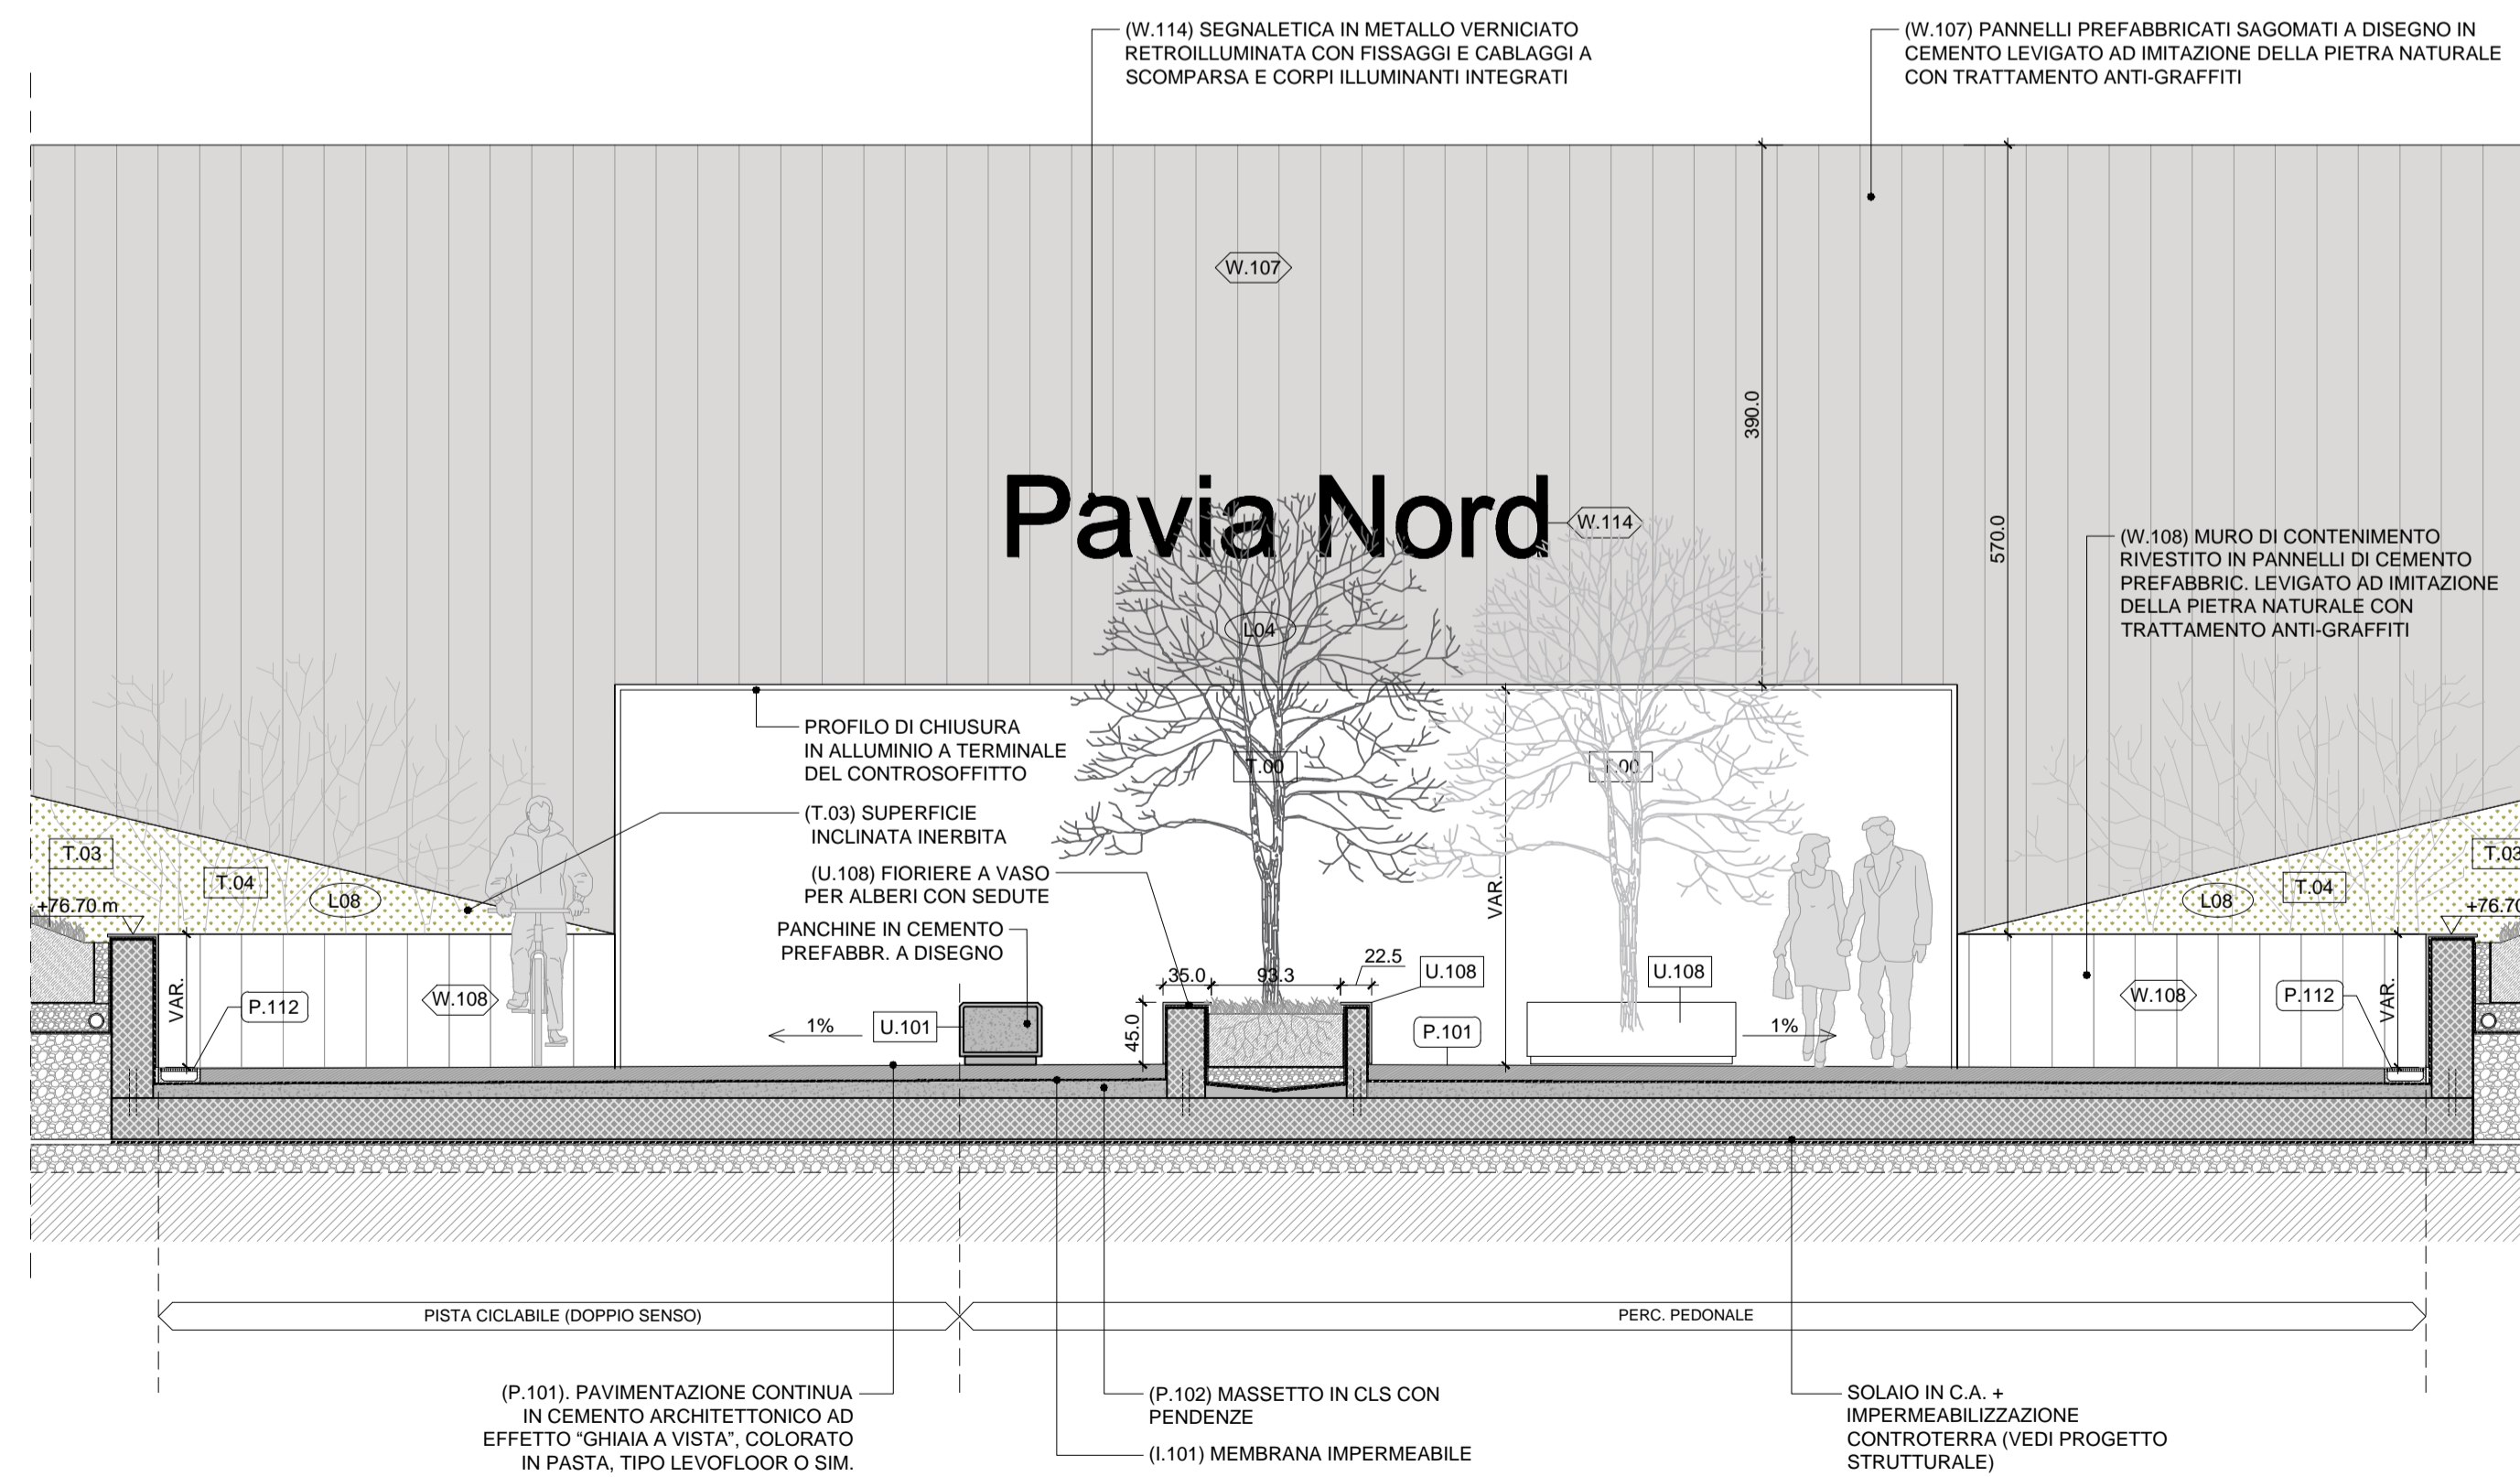 (W.114) SEGNALETICA IN METALLO VERNICIATO
RETROILLUMINATA CON FISSAGGI E CABLAGGI A
SCOMPARSA E CORPI ILLUMINANTI INTEGRATI
(W.107) PANNELLI PREFABBRICATI SAGOMATI A DISEGNO IN
CEMENTO LEVIGATO AD IMITAZIONE DELLA PIETRA NATURALE
CON TRATTAMENTO ANTI-GRAFFITI
W.107
390.0
570.0
Pavia Nord
W.114
(W.108) MURO DI CONTENIMENTO
RIVESTITO IN PANNELLI DI CEMENTO
PREFABBRIC. LEVIGATO AD IMITAZIONE
DELLA PIETRA NATURALE CON
TRATTAMENTO ANTI-GRAFFITI
L04
PROFILO DI CHIUSURA
IN ALLUMINIO A TERMINALE
DEL CONTROSOFFITTO
T.00
T.00
(T.03) SUPERFICIE
INCLINATA INERBITA
(U.108) FIORIERE A VASO
PER ALBERI CON SEDUTE
PANCHINE IN CEMENTO
PREFABBR. A DISEGNO
T.03
T.04
L08
+76.70 m
VAR.
P.112
W.108
1%
U.101
45.0
35.0
93.3
22.5
U.108
P.101
VAR.
U.108
1%
L08
T.04
T.03
+76.70
W.108
P.112
VAR.
PISTA CICLABILE (DOPPIO SENSO)
PERC. PEDONALE
(P.101). PAVIMENTAZIONE CONTINUA
IN CEMENTO ARCHITETTONICO AD
EFFETTO “GHIAIA A VISTA”, COLORATO
IN PASTA, TIPO LEVOFLOOR O SIM.
(P.102) MASSETTO IN CLS CON
PENDENZE
(I.101) MEMBRANA IMPERMEABILE
SOLAIO IN C.A. +
IMPERMEABILIZZAZIONE
CONTROTERRA (VEDI PROGETTO
STRUTTURALE)